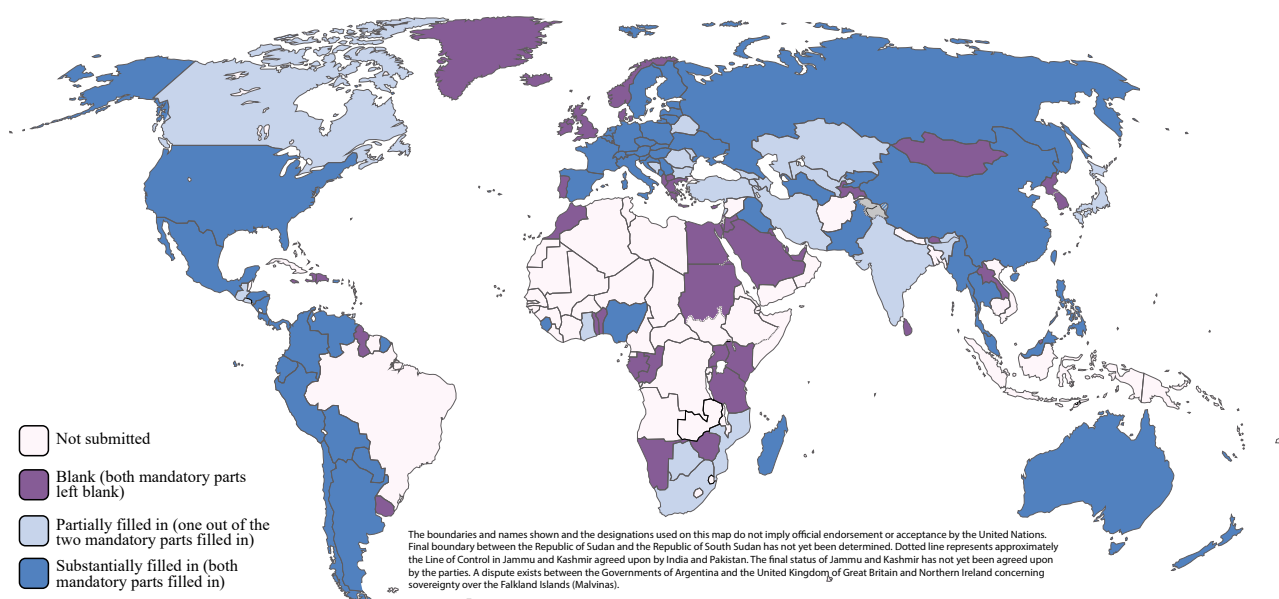 Not submitted
Blank (both mandatory parts
left blank)
Partially filled in (one out of the
two mandatory parts filled in)
Substantially filled in (both
mandatory parts filled in)
The boundaries and names shown and the designations used on this map do not imply official endorsement or acceptance by the United Nations.
Final boundary between the Republic of Sudan and the Republic of South Sudan has not yet been determined. Dotted line represents approximately
the Line of Control in Jammu and Kashmir agreed upon by India and Pakistan. The final status of Jammu and Kashmir has not yet been agreed upon
by the parties. A dispute exists between the Governments of Argentina and the United Kingdom of Great Britain and Northern Ireland concerning
sovereignty over the Falkland Islands (Malvinas).